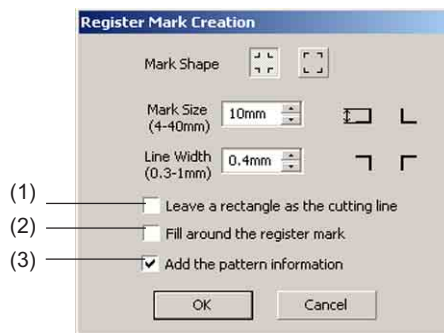 Register Mark Creation
Mark Shape
Mark Size
(4-40mm)
10mm
Line Width
(0.3-1mm)
0.4mm
(1)
Leave a rectangle as the cutting line
(2)
Fill around the register mark
(3)
Add the pattern information
OK
Cancel